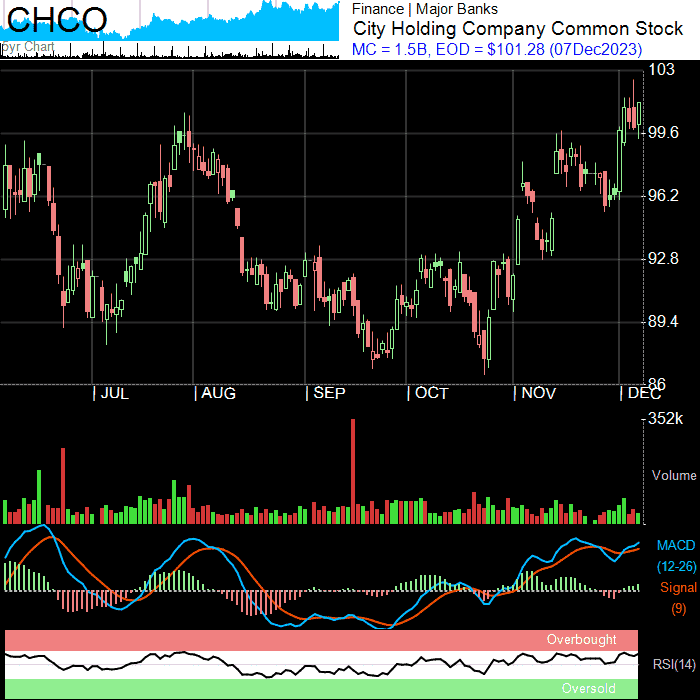 CHCO
5yr Chart
Finance | Major Banks
City Holding Company Common Stock
MC = 1.5B, EOD = $101.28 (07Dec2023)
103
99.6
96.2
92.8
89.4
86
JUL AUG SEP OCT NOV DEC
352k
Volume
MACD
(12-26)
Signal
(9)
Overbought
RSI(14)
Oversold